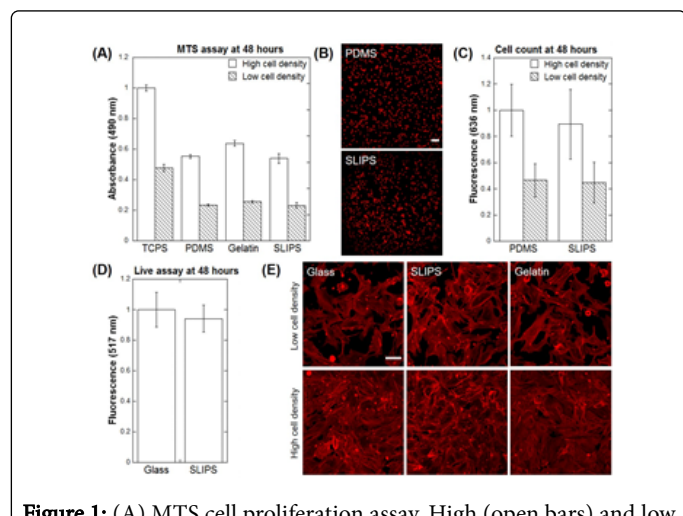 (A) MTS assay at 48 hours
High cell density
Low cell density
Absorbance (490 nm)
1.2
1
0.8
0.6
0.4
0.2
0
TCPS PDMS Gelatin SLIPS
(B)
PDMS
SLIPS
(C) Cell count at 48 hours
High cell density
Low cell density
Fluorescence (636 nm)
1.4
1.2
1
0.8
0.6
0.4
0.2
0
PDMS SLIPS
(D) Live assay at 48 hours
Fluorescence (517 nm)
1.2
1
0.8
0.6
0.4
0.2
0
Glass SLIPS
(E)
Glass SLIPS Gelatin
Low cell density
High cell density
Figure 1: (A) MTS cell proliferation assay. High (open bars) and low